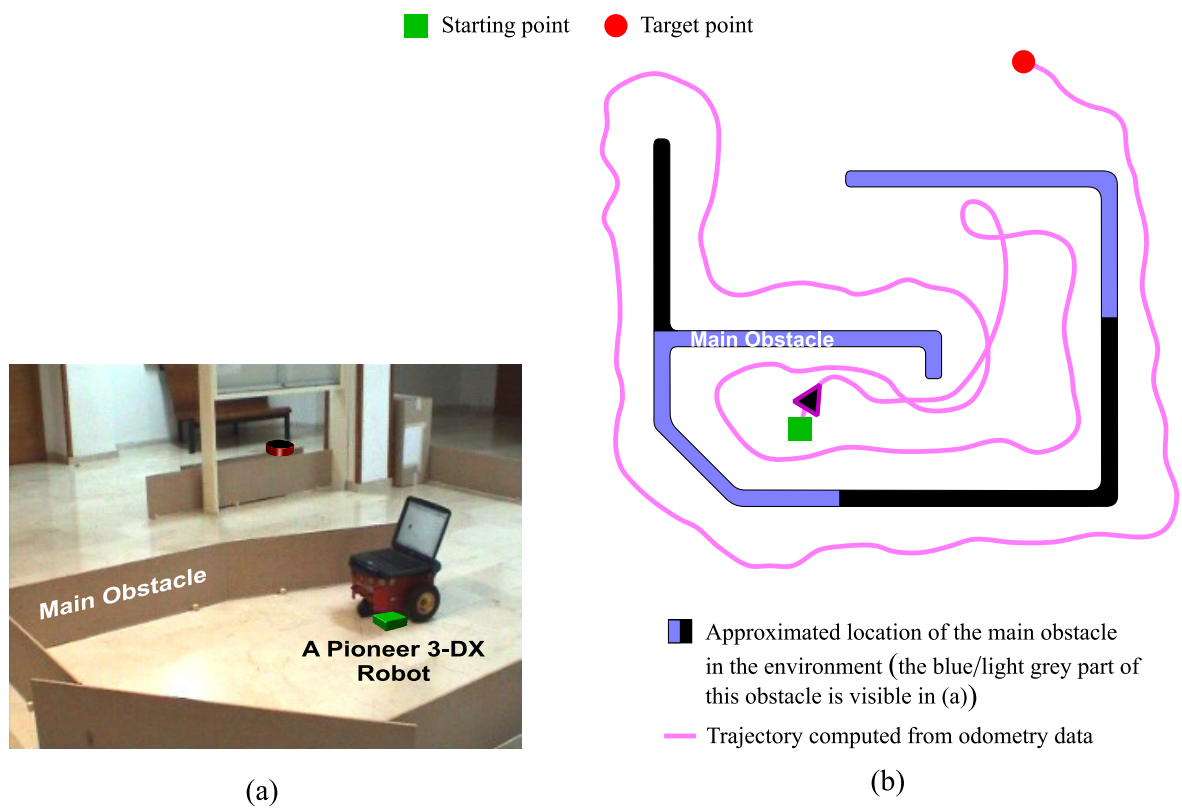 Starting point
Target point
Main Obstacle
Main Obstacle
A Pioneer 3-DX
Robot
Approximated location of the main obstacle
in the environment (the blue/light grey part of
this obstacle is visible in (a))
Trajectory computed from odometry data
(a)
(b)